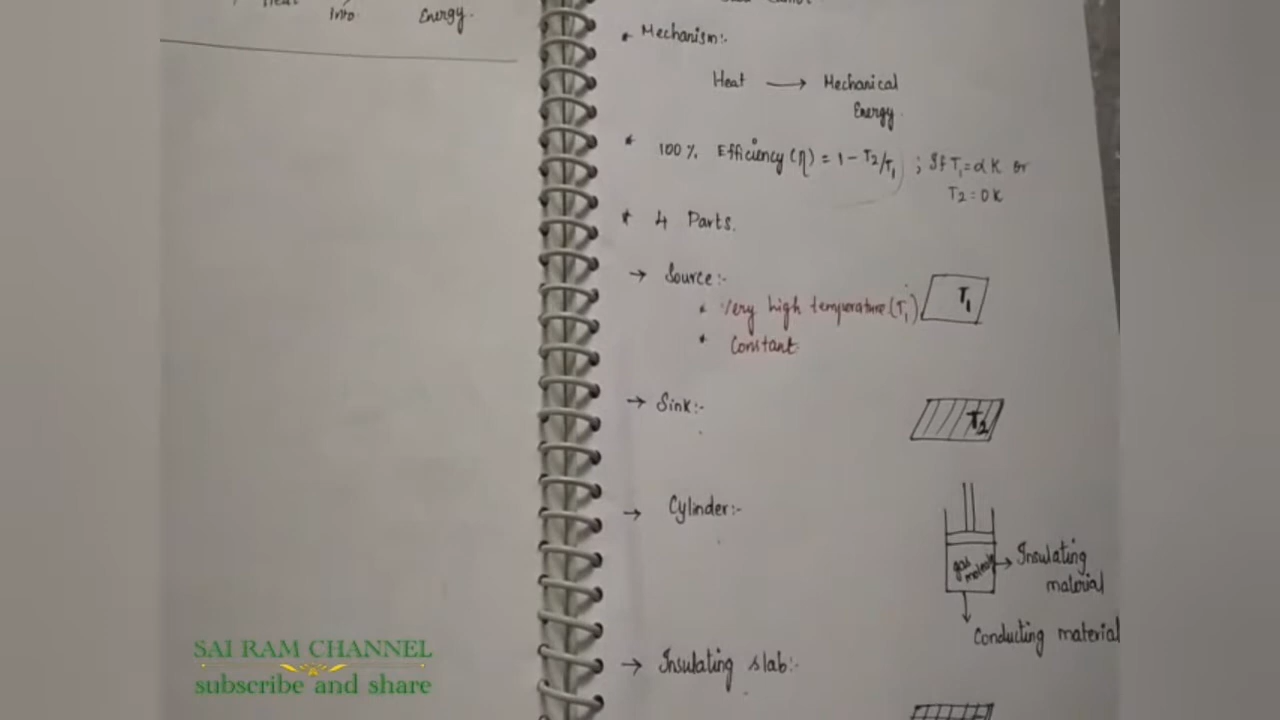 Heat
Into
Energy.
* Mechanism:-
Heat → Mechanical
Energy.
* 100 % Efficiency (η) = 1 - T2/T1 ; If T1 = α K or
T2 = 0 K
* 4 Parts.
→ Source:-
* Very high temperature (T1)
T1
* Constant
→ Sink:-
T2
→ Cylinder:-
gas
→ Insulating
material
Conducting material
→ Insulating slab:-
SAI RAM CHANNEL
subscribe and share